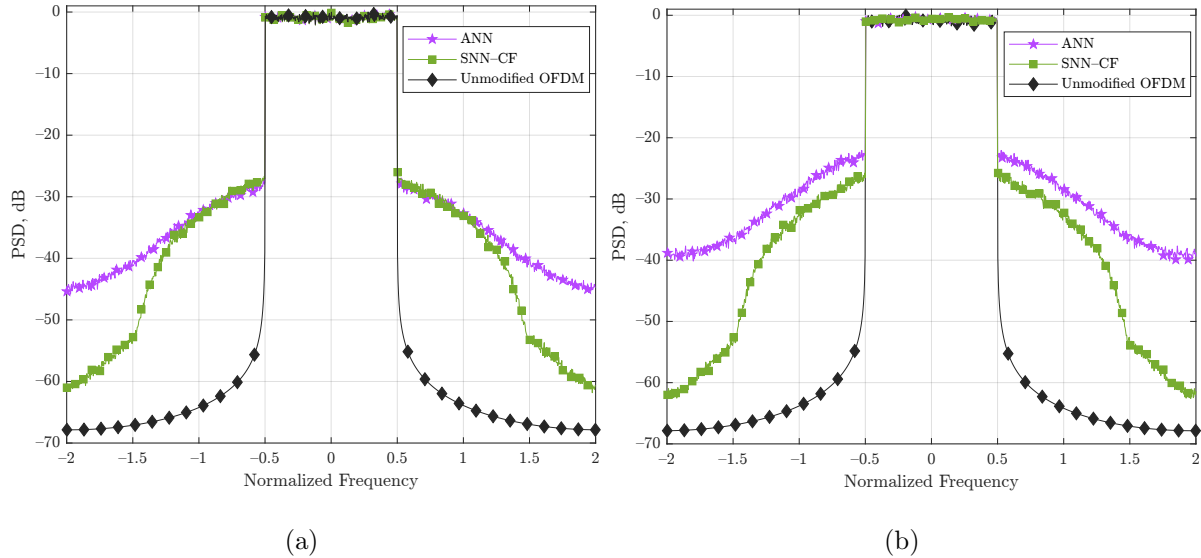 0
−10
−20
−30
−40
−50
−60
−70
PSD, dB
ANN
SNN–CF
Unmodified OFDM
−2 −1.5 −1 −0.5 0 0.5 1 1.5 2
Normalized Frequency
(a)
0
−10
−20
−30
−40
−50
−60
−70
PSD, dB
ANN
SNN–CF
Unmodified OFDM
−2 −1.5 −1 −0.5 0 0.5 1 1.5 2
Normalized Frequency
(b)